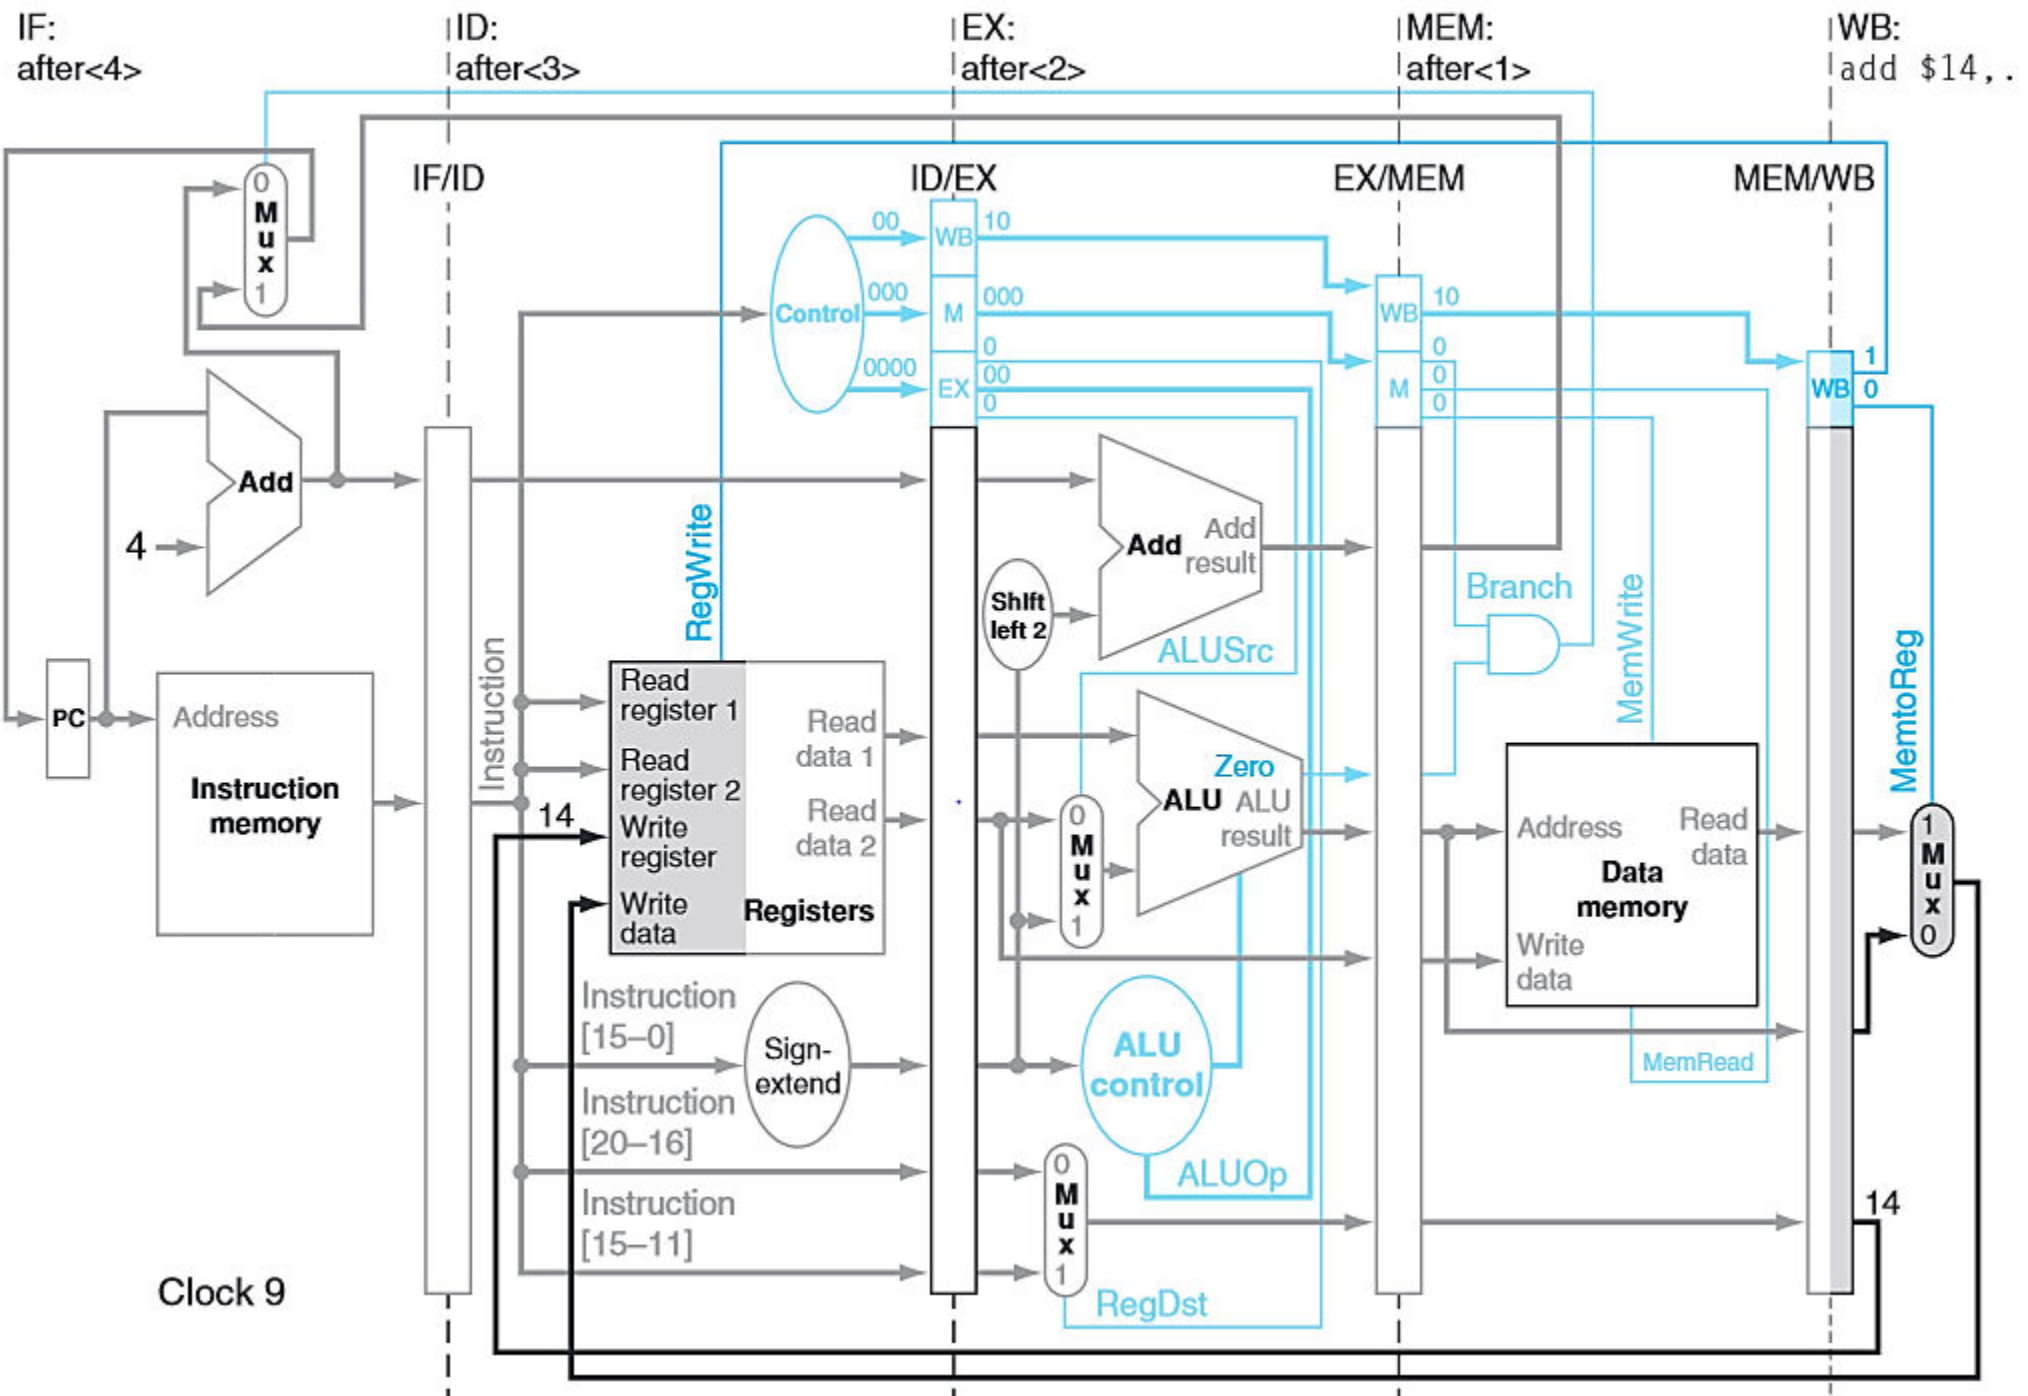 IF:
after<4>
ID:
after<3>
EX:
after<2>
MEM:
after<1>
WB:
add $14,.
IF/ID
ID/EX
EX/MEM
MEM/WB
0
Mux
1
Control
00
000
0000
WB
M
EX
10
000
0
00
0
WB
M
10
0
0
0
WB
1
0
Add
4
Add
Add
result
Shift
left 2
RegWrite
ALUSrc
Branch
MemWrite
MemtoReg
PC
Address
Instruction
memory
Instruction
Read
register 1
Read
register 2
14
Write
register
Write
data
Read
data 1
Read
data 2
Registers
0
Mux
1
Zero
ALU
ALU
result
Address
Read
data
Data
memory
Write
data
1
Mux
0
MemRead
Instruction
[15–0]
Sign-
extend
ALU
control
Instruction
[20–16]
Instruction
[15–11]
0
Mux
1
ALUOp
RegDst
14
Clock 9